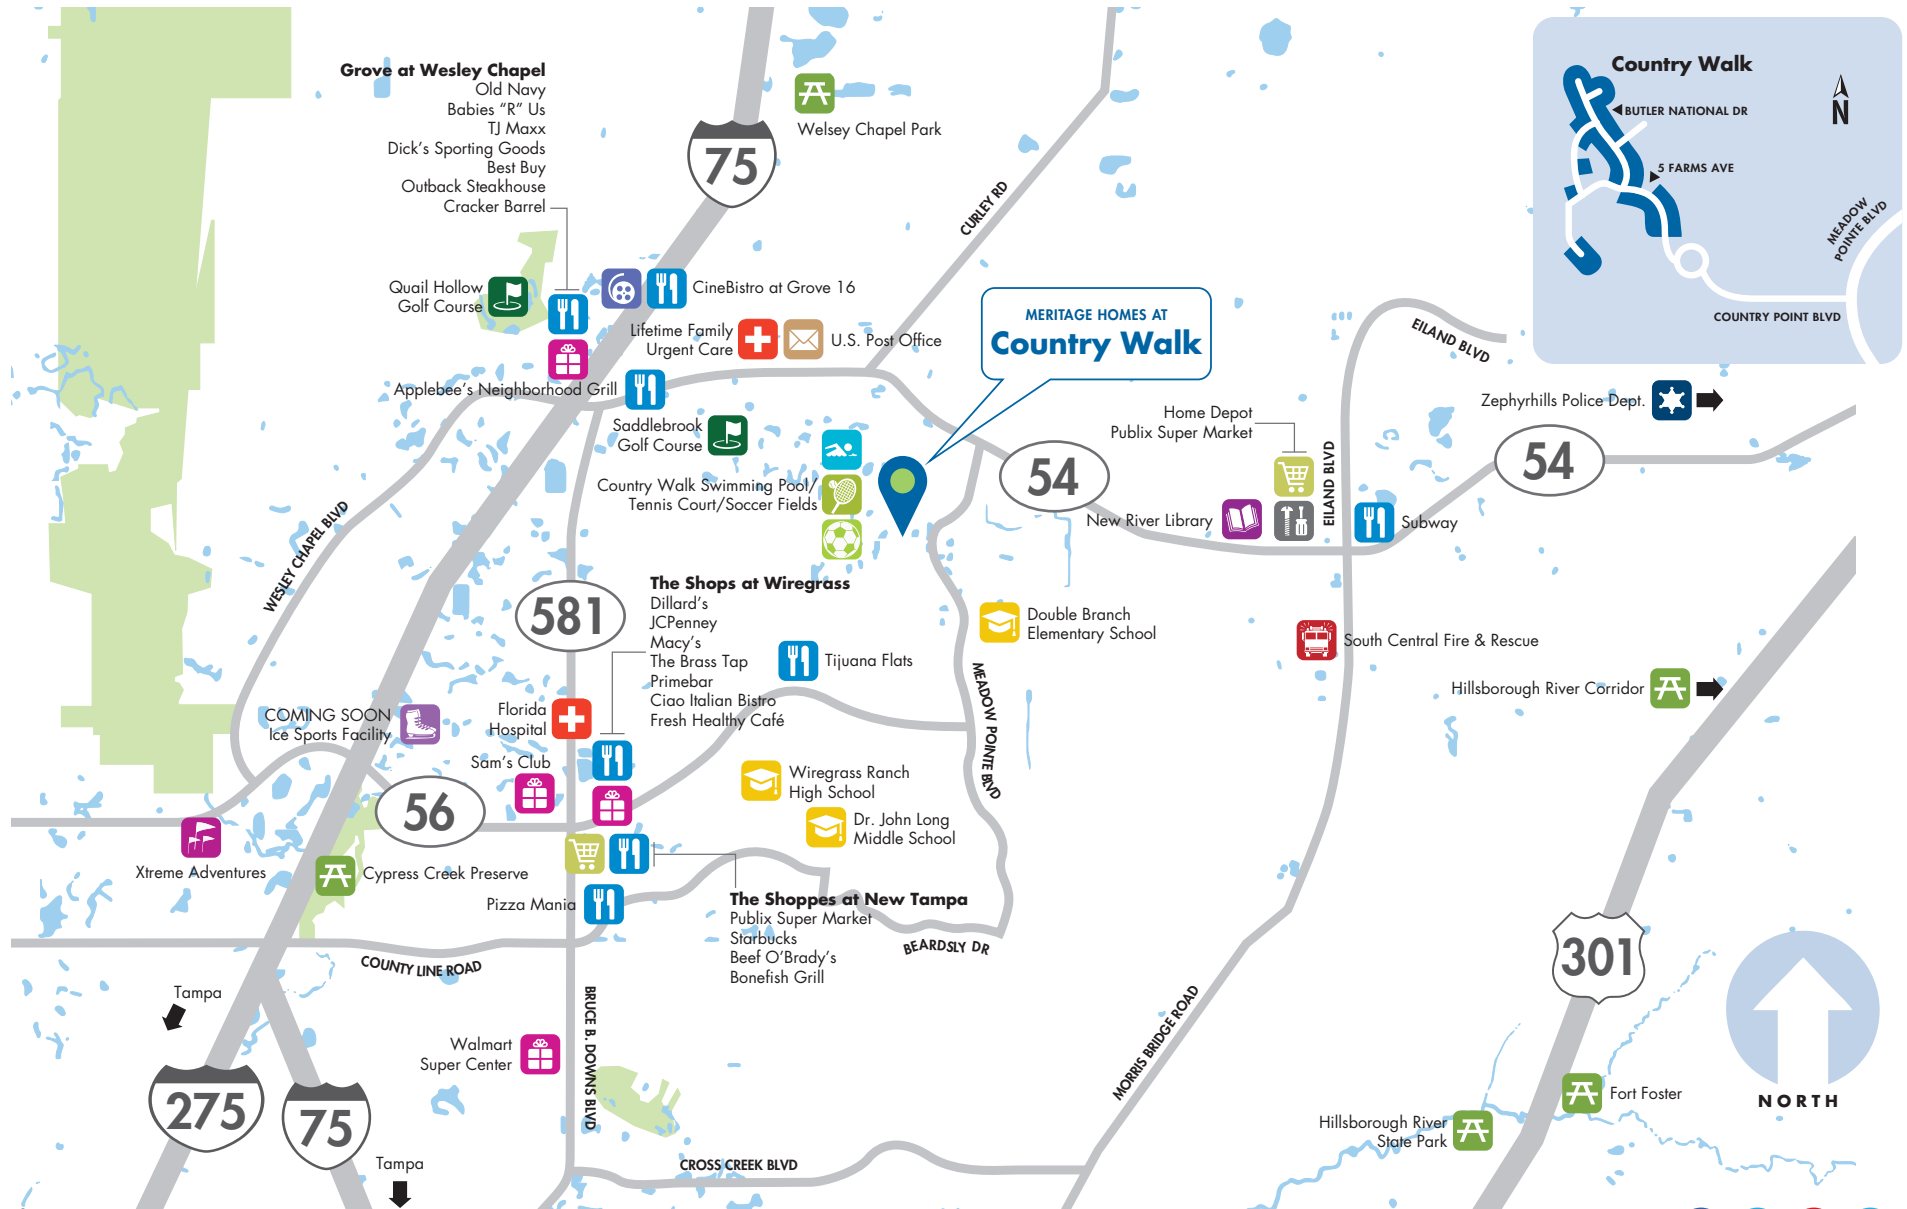 Grove at Wesley Chapel
Old Navy
Babies “R” Us
TJ Maxx
Dick’s Sporting Goods
Best Buy
Outback Steakhouse
Cracker Barrel
75
Welsey Chapel Park
CURLEY RD
Country Walk
N
BUTLER NATIONAL DR
5 FARMS AVE
MEADOW
POINTE BLVD
COUNTRY POINT BLVD
Quail Hollow
Golf Course
CineBistro at Grove 16
Lifetime Family
Urgent Care
U.S. Post Office
MERITAGE HOMES AT
Country Walk
EILAND BLVD
Applebee’s Neighborhood Grill
Zephyrhills Police Dept.
Saddlebrook
Golf Course
Home Depot
Publix Super Market
54
54
EILAND BLVD
Country Walk Swimming Pool/
Tennis Court/Soccer Fields
New River Library
Subway
WESLEY CHAPEL BLVD
The Shops at Wiregrass
Dillard’s
JCPenney
Macy’s
The Brass Tap
Primebar
Ciao Italian Bistro
Fresh Healthy Café
581
Tijuana Flats
Double Branch
Elementary School
South Central Fire & Rescue
Hillsborough River Corridor
MEADOW POINTE BLVD
COMING SOON
Ice Sports Facility
Florida
Hospital
Sam’s Club
56
Wiregrass Ranch
High School
Dr. John Long
Middle School
Xtreme Adventures
Cypress Creek Preserve
Pizza Mania
The Shoppes at New Tampa
Publix Super Market
Starbucks
Beef O’Brady’s
Bonefish Grill
BEARDSLY DR
COUNTY LINE ROAD
301
Tampa
BRUCE B. DOWNS BLVD
MORRIS BRIDGE ROAD
Walmart
Super Center
275
75
Fort Foster
NORTH
Hillsborough River
State Park
Tampa
CROSS CREEK BLVD